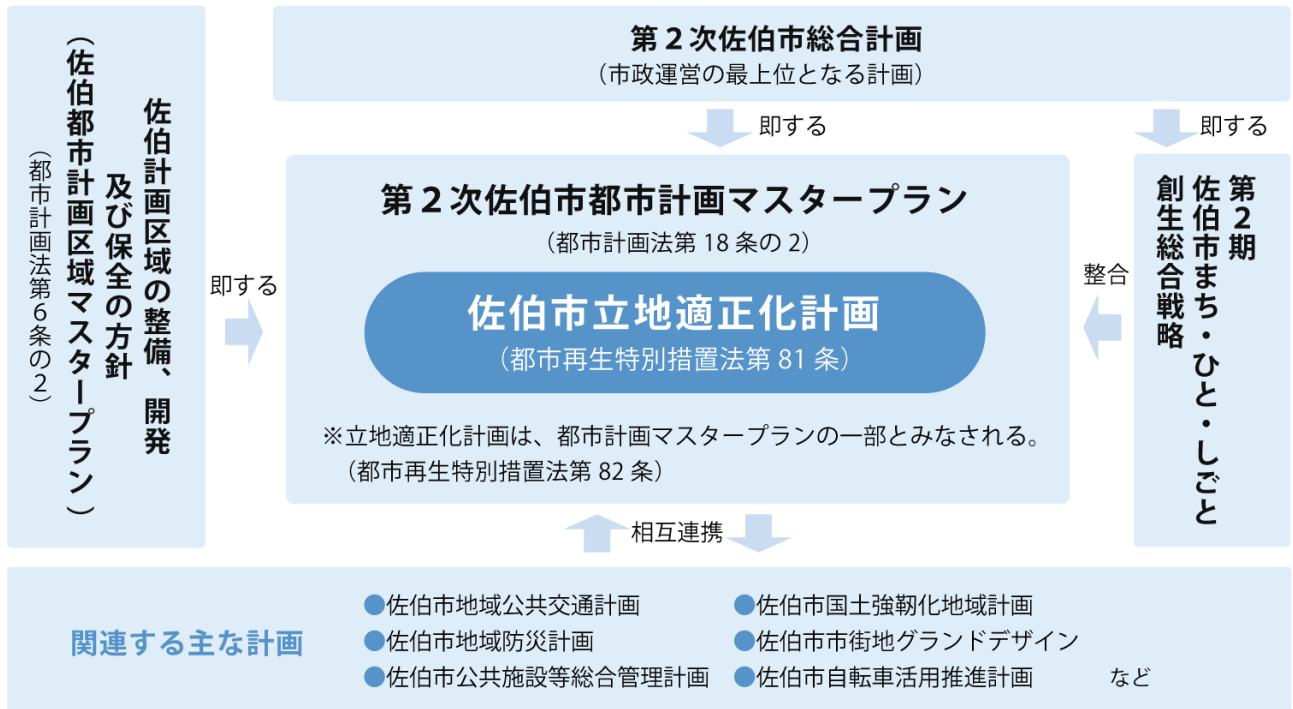 第２次佐伯市総合計画
（市政運営の最上位となる計画）
即する
即する
佐伯計画区域の整備、開発
及び保全の方針
（佐伯都市計画区域マスタープラン）
（都市計画法第６条の２）
即する
第２次佐伯市都市計画マスタープラン
（都市計画法第 18 条の 2）
佐伯市立地適正化計画
（都市再生特別措置法第 81 条）
※立地適正化計画は、都市計画マスタープランの一部とみなされる。
（都市再生特別措置法第 82 条）
整合
第２期
佐伯市まち・ひと・しごと
創生総合戦略
相互連携
関連する主な計画
●佐伯市地域公共交通計画
●佐伯市地域防災計画
●佐伯市公共施設等総合管理計画
●佐伯市国土強靭化地域計画
●佐伯市市街地グランドデザイン
●佐伯市自転車活用推進計画
など